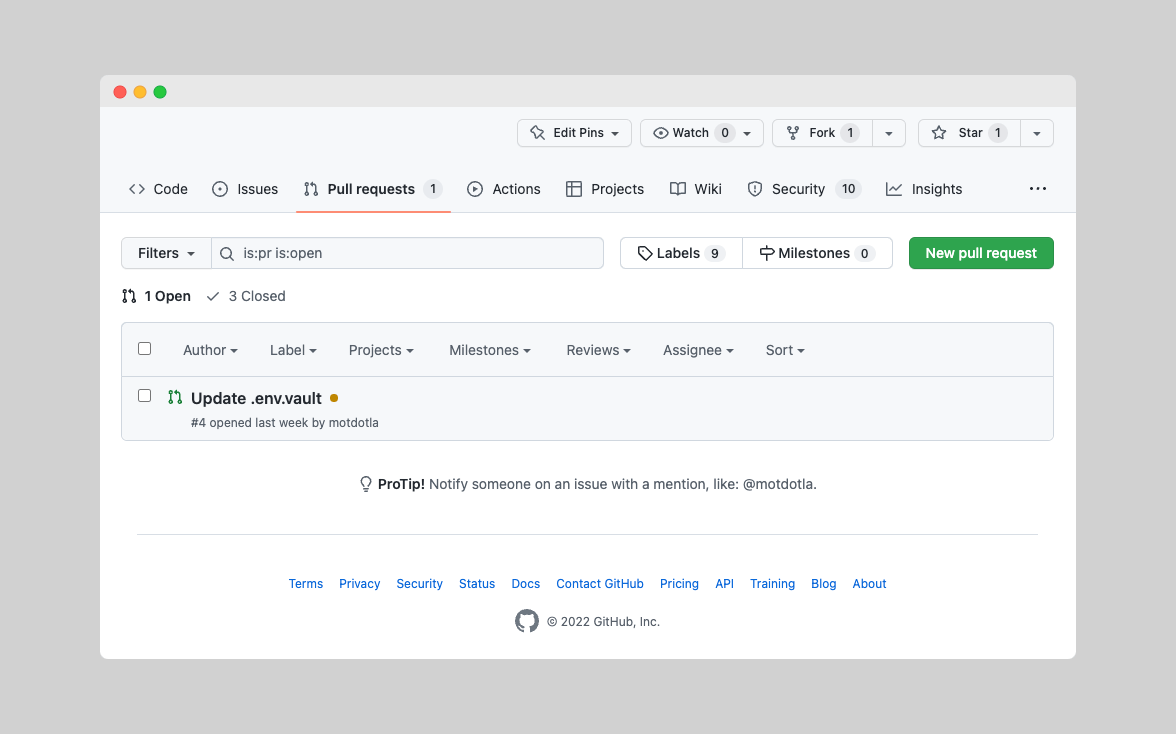 Edit Pins Watch 0 Fork 1 Star 1
Code Issues Pull requests 1 Actions Projects Wiki Security 10 Insights
Filters is:pr is:open Labels 9 Milestones 0 New pull request
1 Open 3 Closed
Author Label Projects Milestones Reviews Assignee Sort
Update .env.vault
#4 opened last week by motdotla
ProTip! Notify someone on an issue with a mention, like: @motdotla.
Terms Privacy Security Status Docs Contact GitHub Pricing API Training Blog About
© 2022 GitHub, Inc.